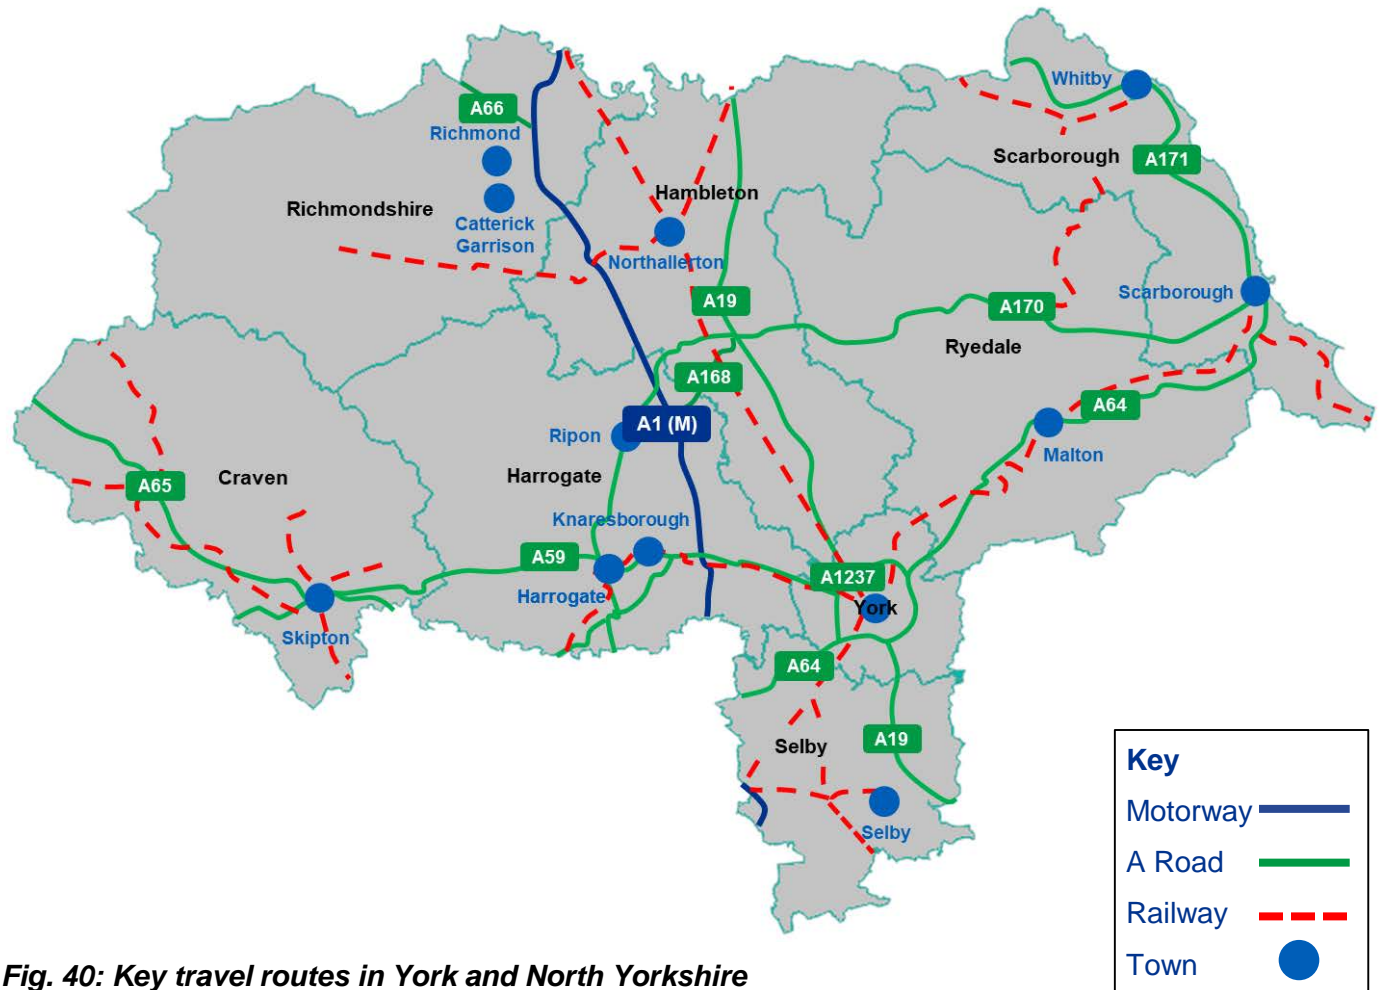 Whitby
A66
Richmond
Scarborough
A171
Hambleton
Richmondshire
Catterick
Garrison
Northallerton
Scarborough
A19
A170
Ryedale
A168
A64
A1 (M)
Ripon
Malton
Harrogate
Craven
A65
Knaresborough
A59
A1237
Harrogate
York
Skipton
A64
A19
Selby
Selby
Key
Motorway
A Road
Railway
Town
Fig. 40: Key travel routes in York and North Yorkshire